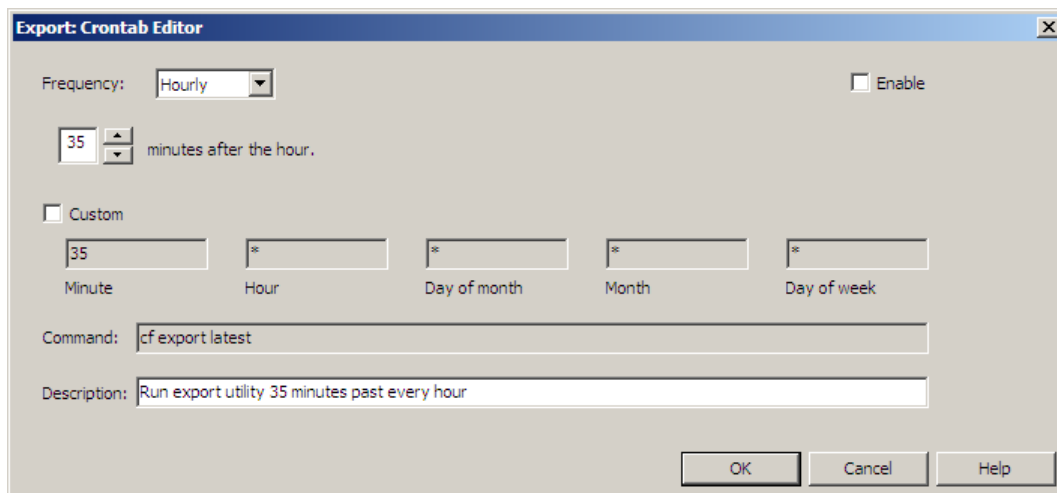 Export: Crontab Editor
Frequency: Hourly Enable
35 minutes after the hour.
Custom
35 * * * *
Minute Hour Day of month Month Day of week
Command: cf export latest
Description: Run export utility 35 minutes past every hour
OK Cancel Help